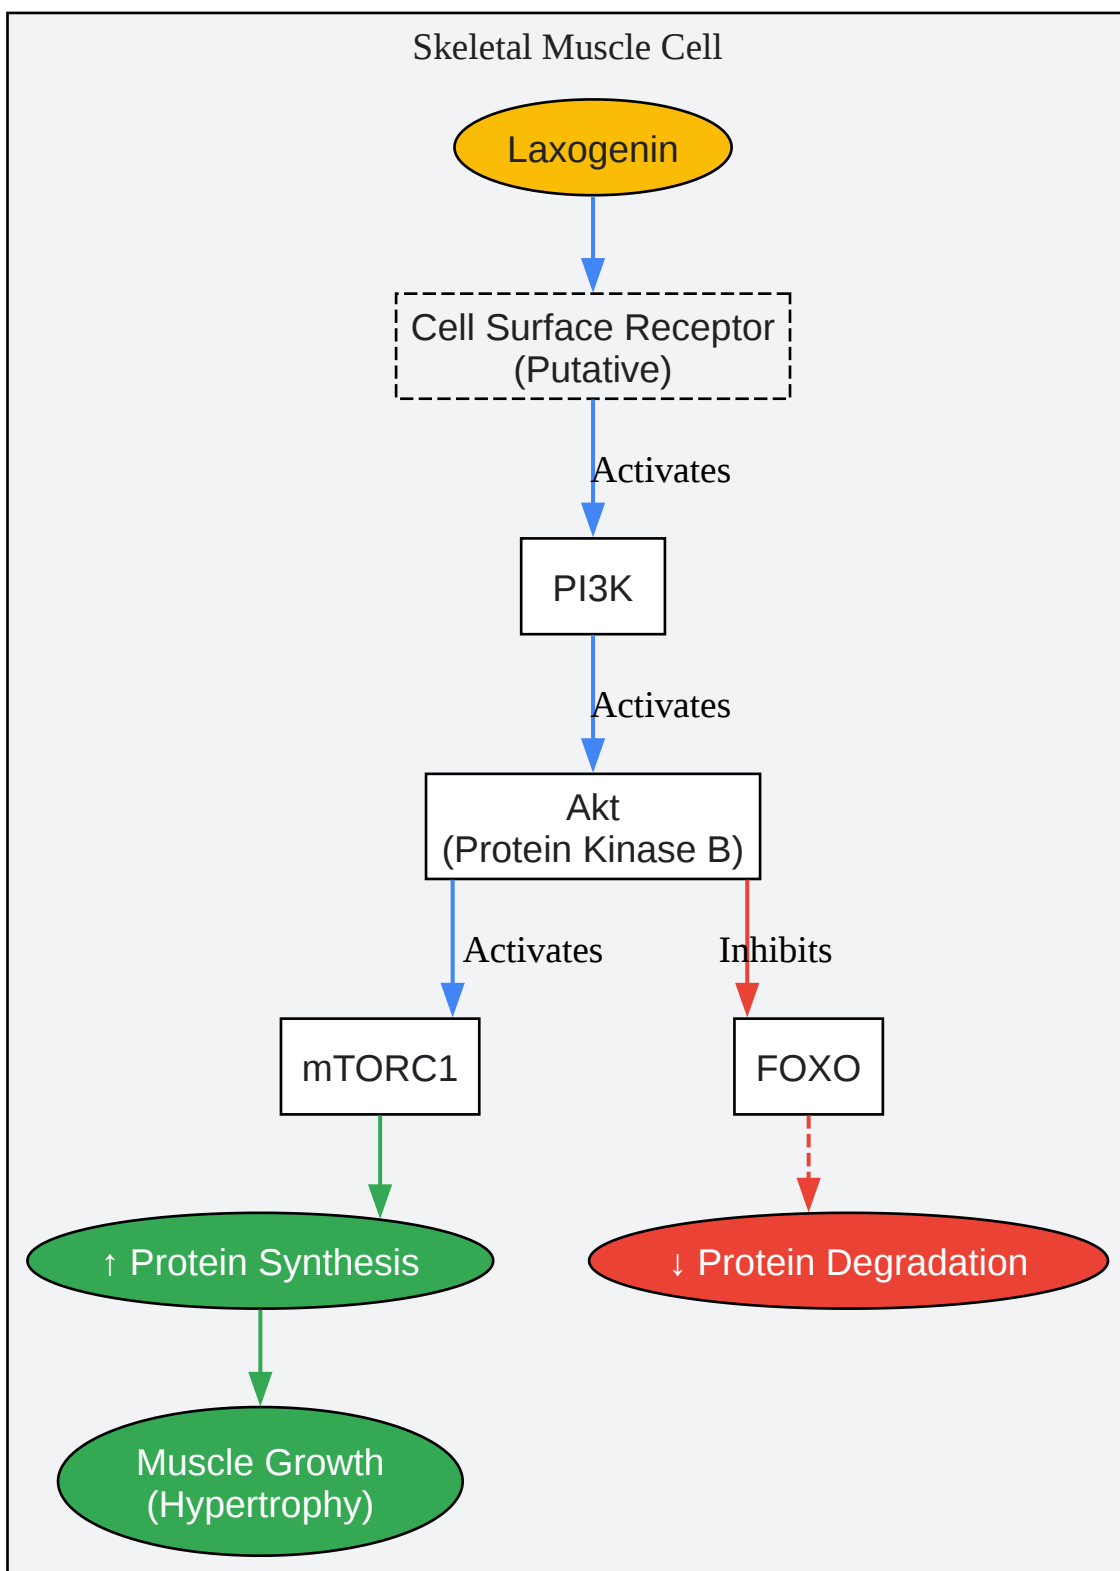 Skeletal Muscle Cell
Laxogenin
Cell Surface Receptor
(Putative)
Activates
PI3K
Activates
Akt
(Protein Kinase B)
Activates
Inhibits
mTORC1
FOXO
↑ Protein Synthesis
↓ Protein Degradation
Muscle Growth
(Hypertrophy)